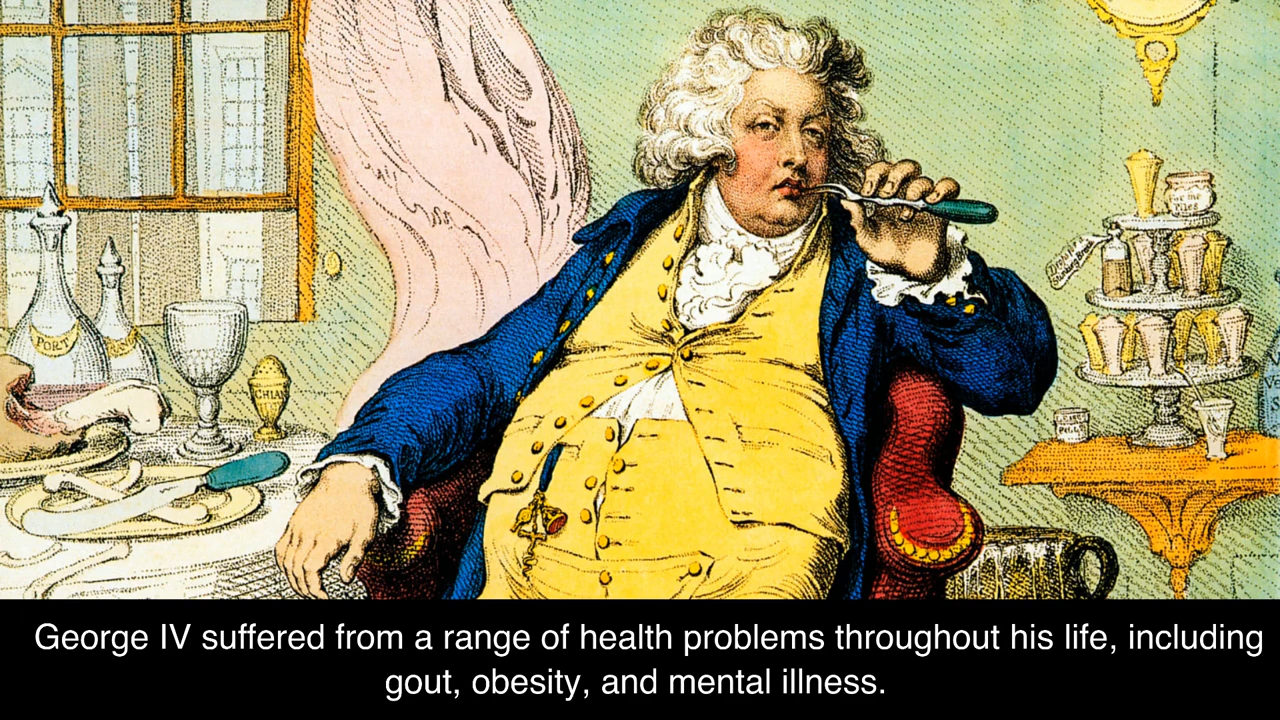 PORT
George IV suffered from a range of health problems throughout his life, including
gout, obesity, and mental illness.